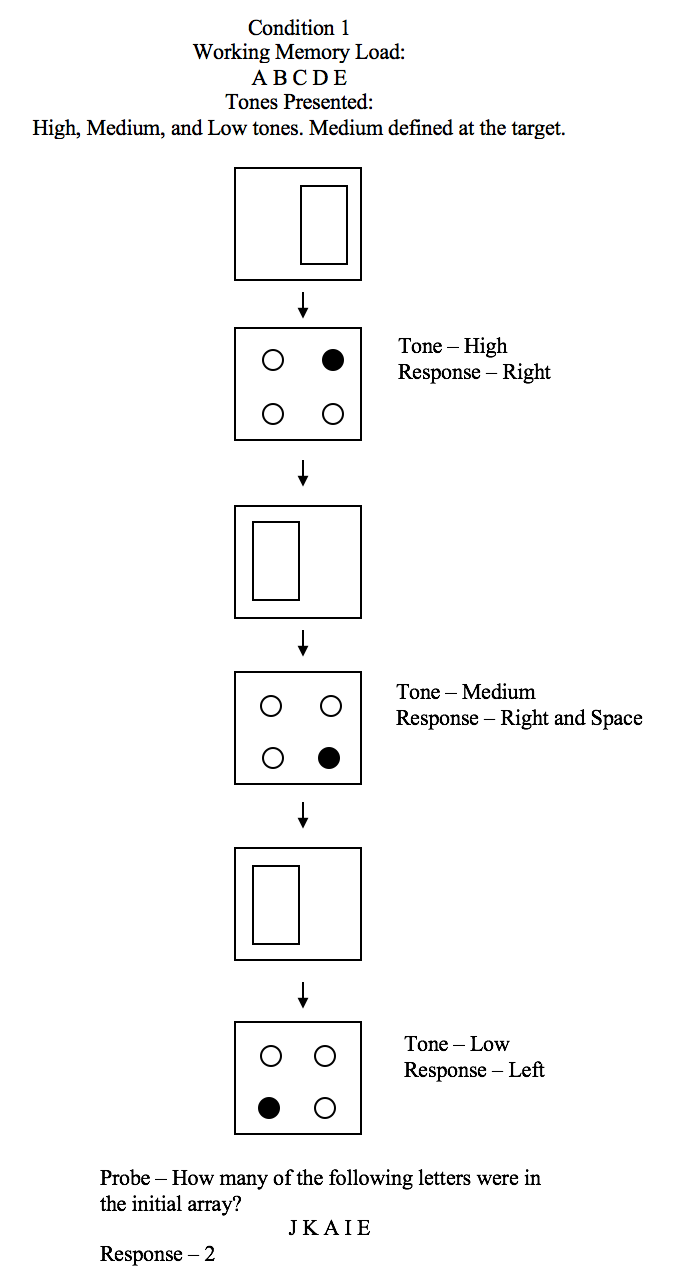 Condition 1
Working Memory Load:
A B C D E
Tones Presented:
High, Medium, and Low tones. Medium defined at the target.
Tone – High
Response – Right
Tone – Medium
Response – Right and Space
Tone – Low
Response – Left
Probe – How many of the following letters were in
the initial array?
J K A I E
Response – 2